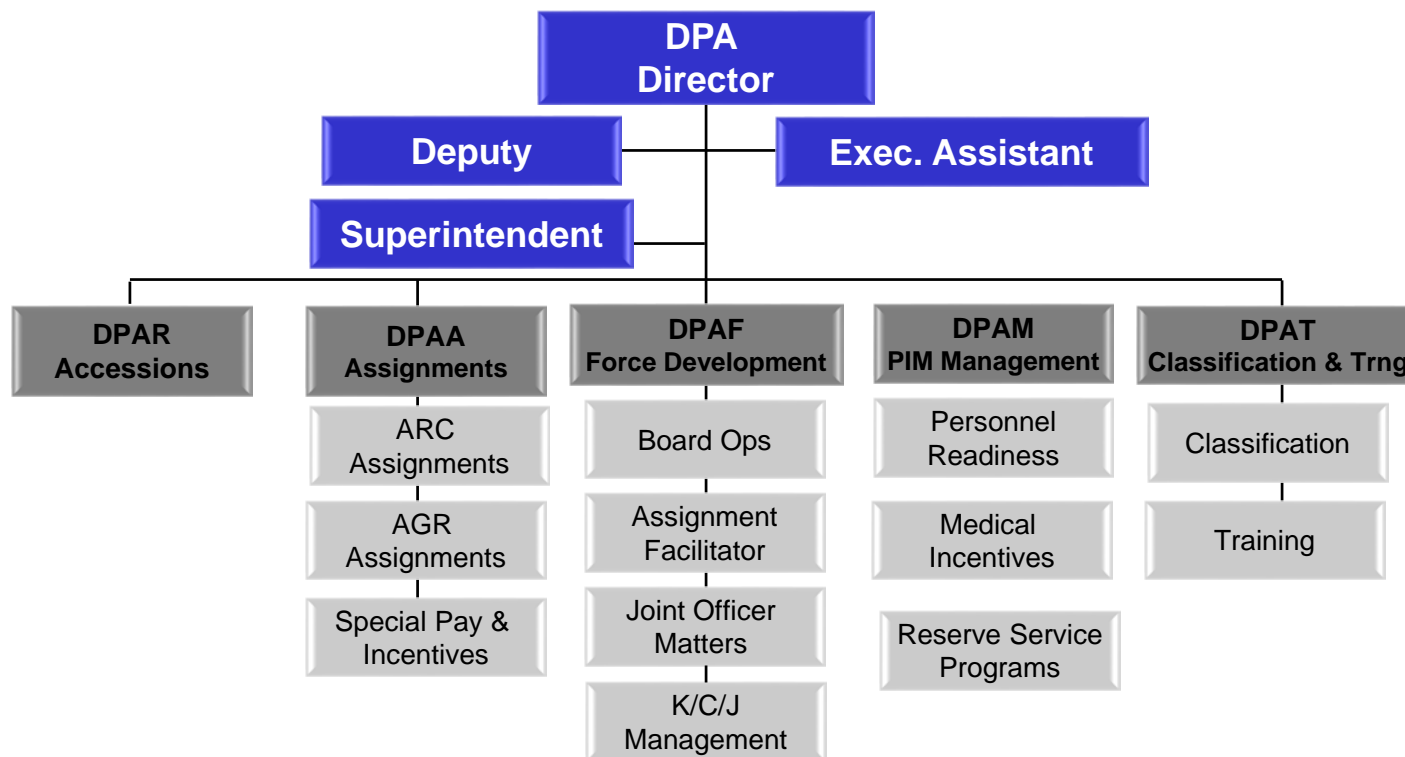 DPA
Director
Deputy
Exec. Assistant
Superintendent
DPAR
Accessions
DPAA
Assignments
DPAF
Force Development
DPAM
PIM Management
DPAT
Classification & Trng
ARC
Assignments
AGR
Assignments
Special Pay &
Incentives
Board Ops
Assignment
Facilitator
Joint Officer
Matters
K/C/J
Management
Personnel
Readiness
Medical
Incentives
Reserve Service
Programs
Classification
Training